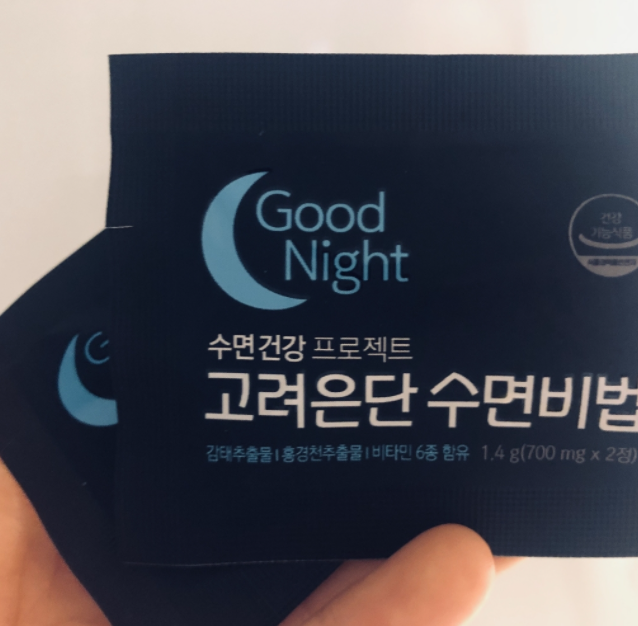 Good
Night
건강
기능식품
수면건강 프로젝트
고려은단 수면비법
감태추출물 | 홍경천추출물 | 비타민 6종 함유 1.4 g(700 mg x 2정)
G